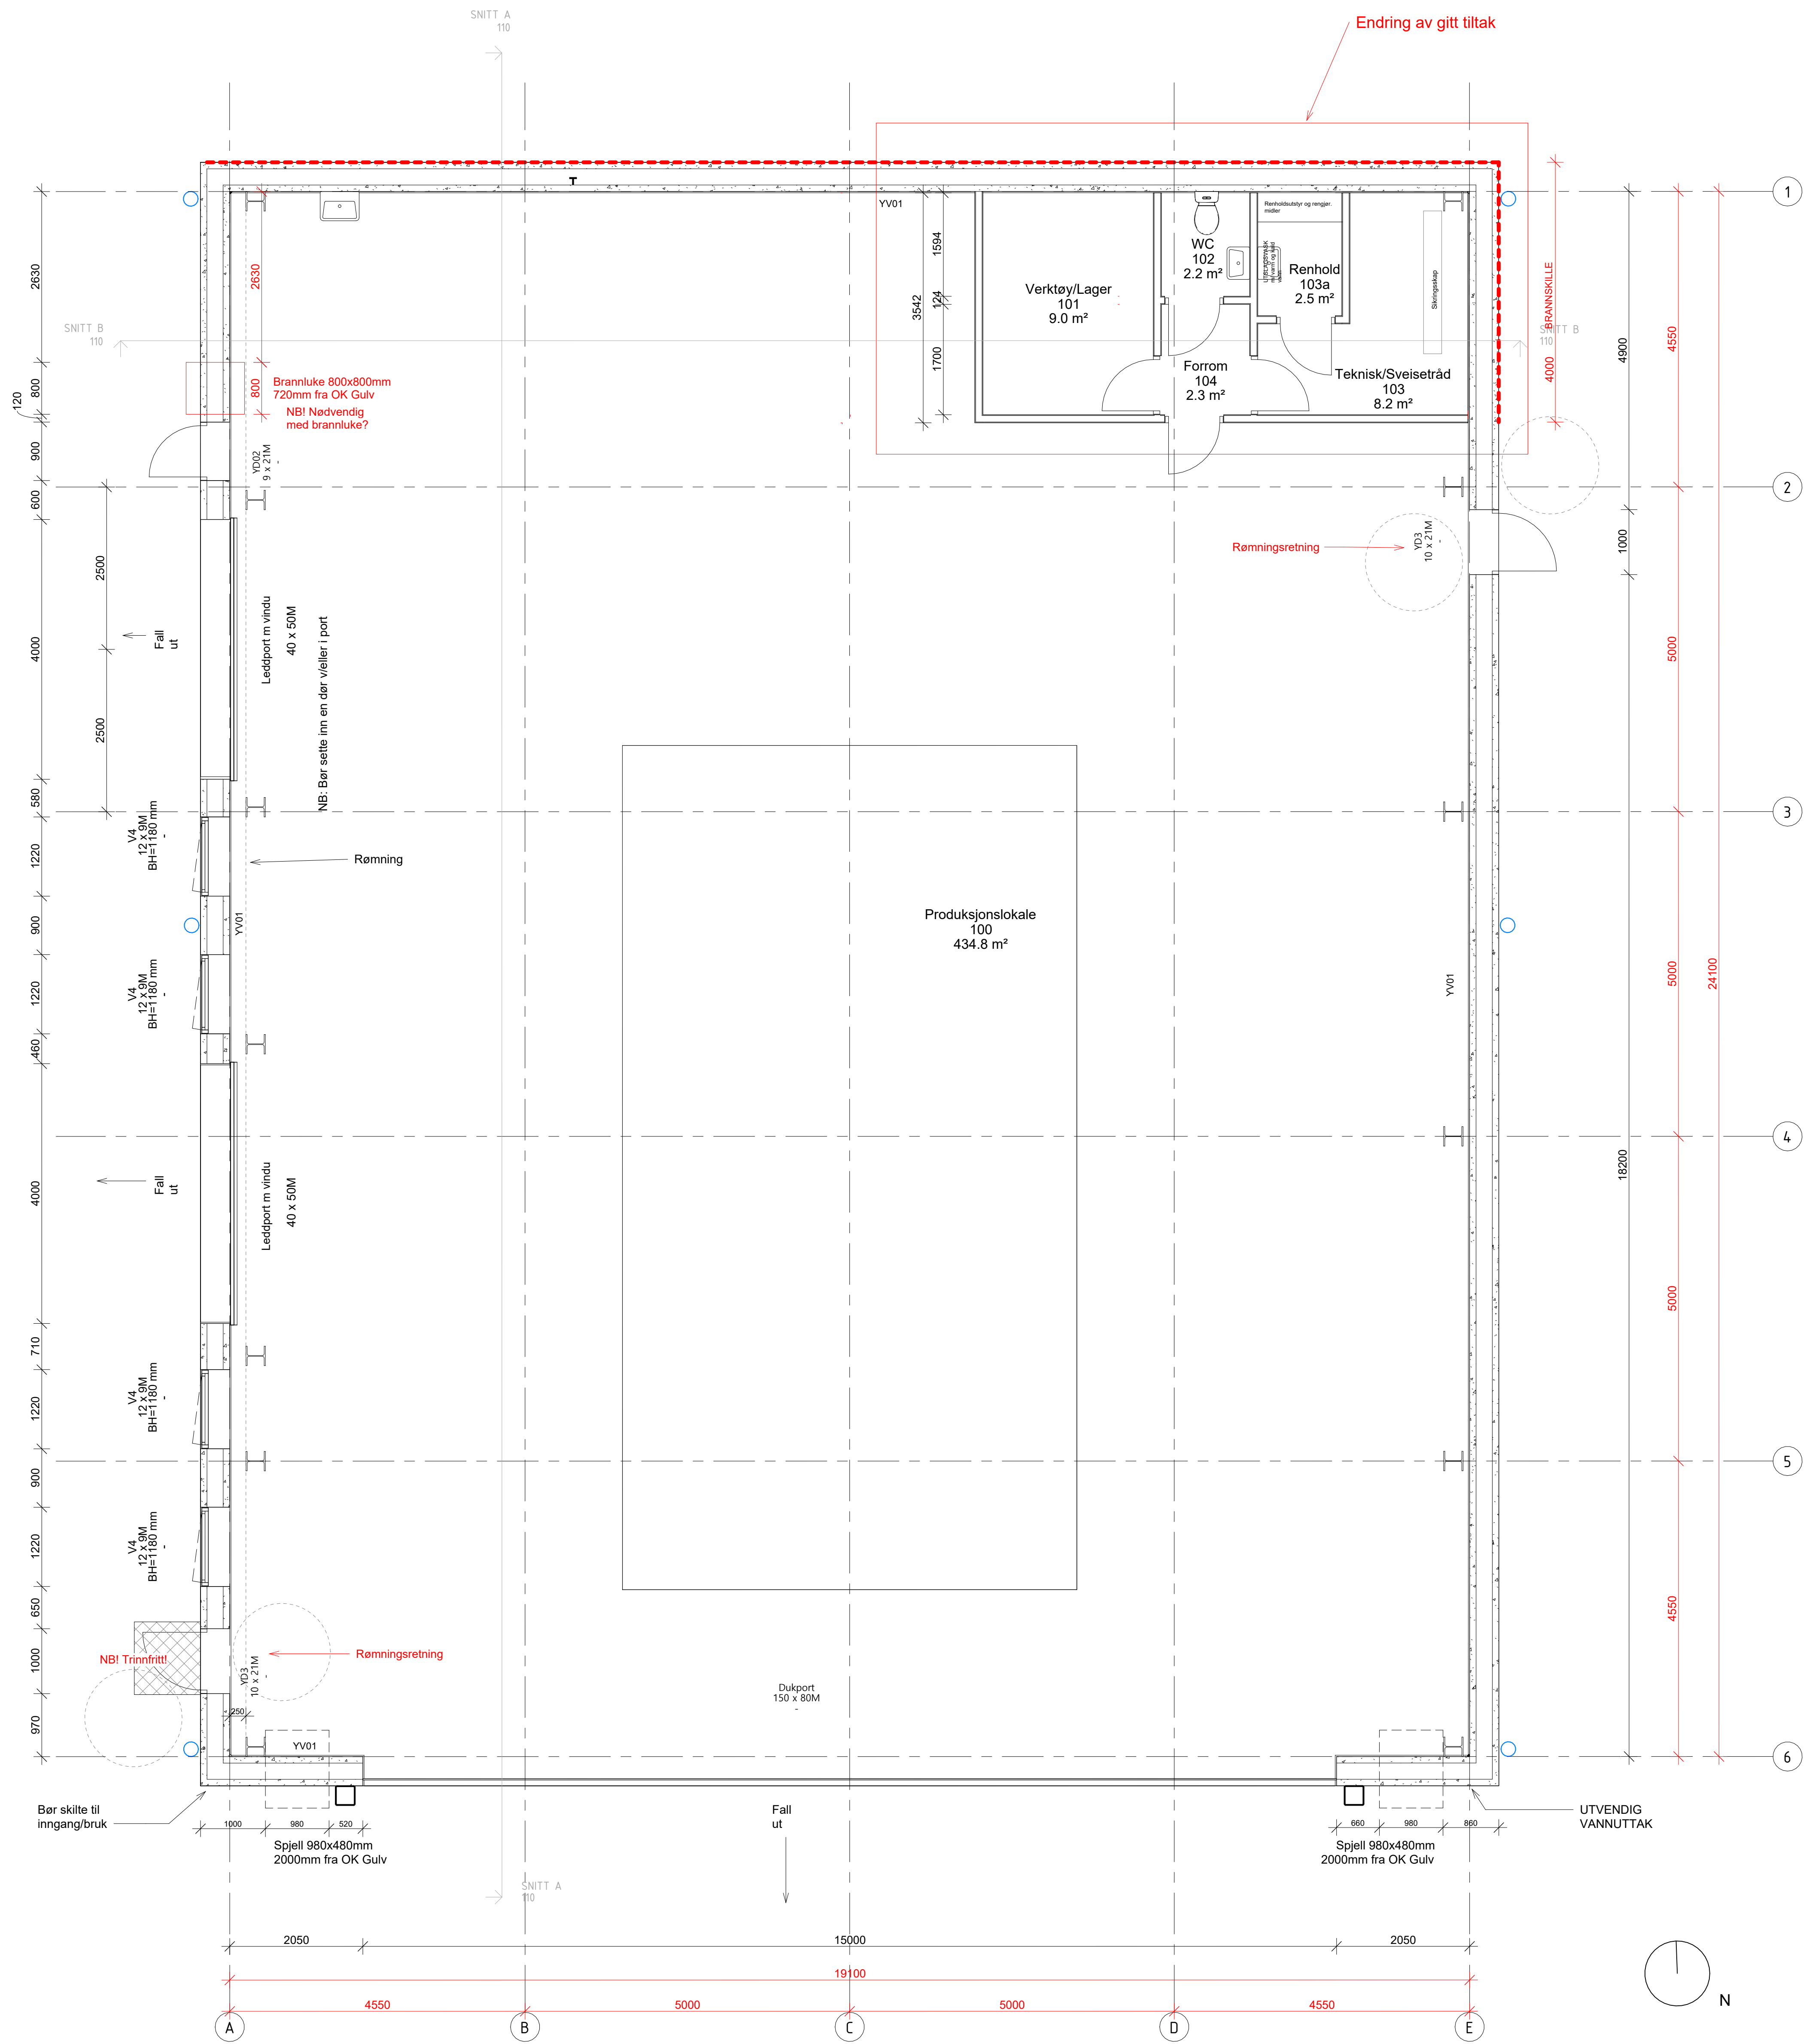 SNITT A
110
Endring av gitt tiltak
1
YV01
2630
2630
1594
124
3542
1700
WC
102
2.2 m²
Renholdsutstyr og rengjør.
midler
Renhold
103a
2.5 m²
Verktøy/Lager
101
9.0 m²
Sikringsskap
BRANNSKILLE
4000
4550
4900
24100
SNITT B
110
SNITT B
110
Forrom
104
2.3 m²
Teknisk/Sveisetråd
103
8.2 m²
800
120
800
Brannluke 800x800mm
720mm fra OK Gulv
NB! Nødvendig
med brannluke?
900
YD02
9 x 21M
-
600
2
Rømningsretning
YD3
10 x 21M
-
1000
2500
4000
Fall
ut
Leddport m vindu
40 x 50M
NB: Bør sette inn en dør v/eller i port
5000
2500
580
3
V4
12 x 9M
BH=1180 mm
-
1220
Rømning
900
YV01
Produksjonslokale
100
434.8 m²
YV01
5000
V4
12 x 9M
BH=1180 mm
-
1220
460
4
18200
4000
Fall
ut
Leddport m vindu
40 x 50M
5000
710
V4
12 x 9M
BH=1180 mm
-
1220
5
900
V4
12 x 9M
BH=1180 mm
-
1220
650
4550
NB! Trinnfritt!
1000
YD3
10 x 21M
-
Rømningsretning
Dukport
150 x 80M
-
970
250
YV01
6
Bør skilte til
inngang/bruk
1000
980
520
Spjell 980x480mm
2000mm fra OK Gulv
Fall
ut
660
980
860
Spjell 980x480mm
2000mm fra OK Gulv
UTVENDIG
VANNUTTAK
SNITT A
110
2050
15000
2050
19100
4550
5000
5000
4550
A
B
C
D
E
N